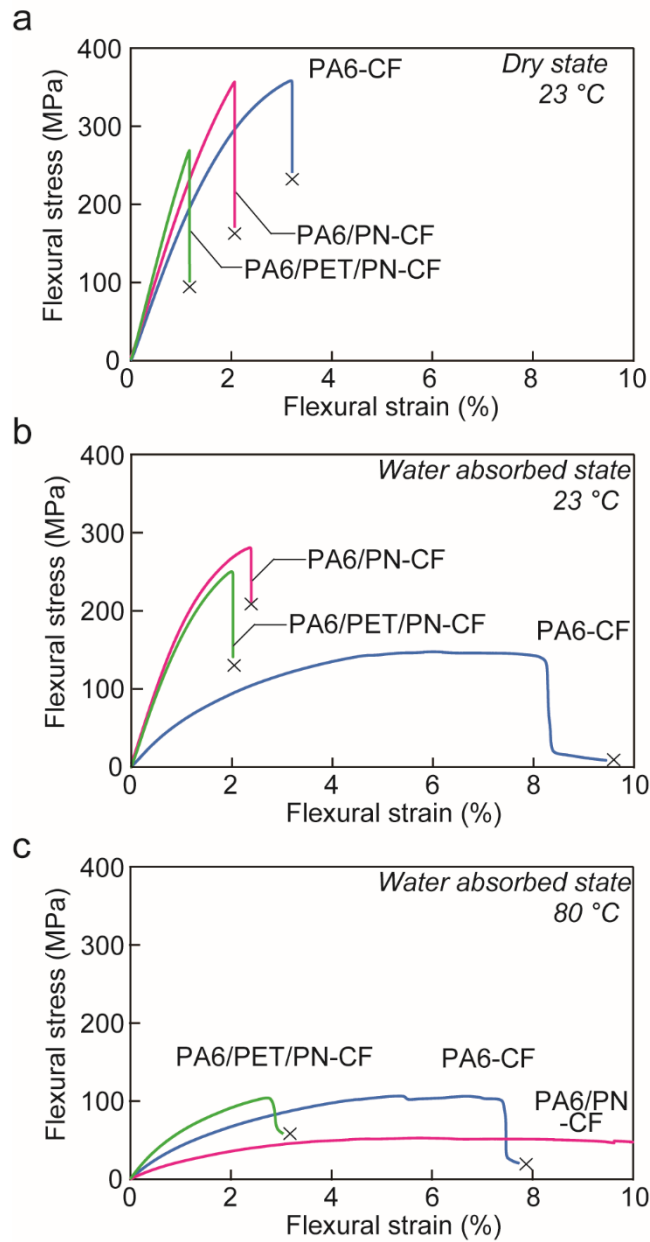 a
400
300
200
100
0
Flexural stress (MPa)
PA6-CF
Dry state
23 °C
PA6/PN-CF
PA6/PET/PN-CF
0 2 4 6 8 10
Flexural strain (%)
b
400
300
200
100
0
Flexural stress (MPa)
Water absorbed state
23 °C
PA6/PN-CF
PA6/PET/PN-CF
PA6-CF
0 2 4 6 8 10
Flexural strain (%)
c
400
300
200
100
0
Flexural stress (MPa)
Water absorbed state
80 °C
PA6/PET/PN-CF
PA6-CF
PA6/PN
-CF
0 2 4 6 8 10
Flexural strain (%)